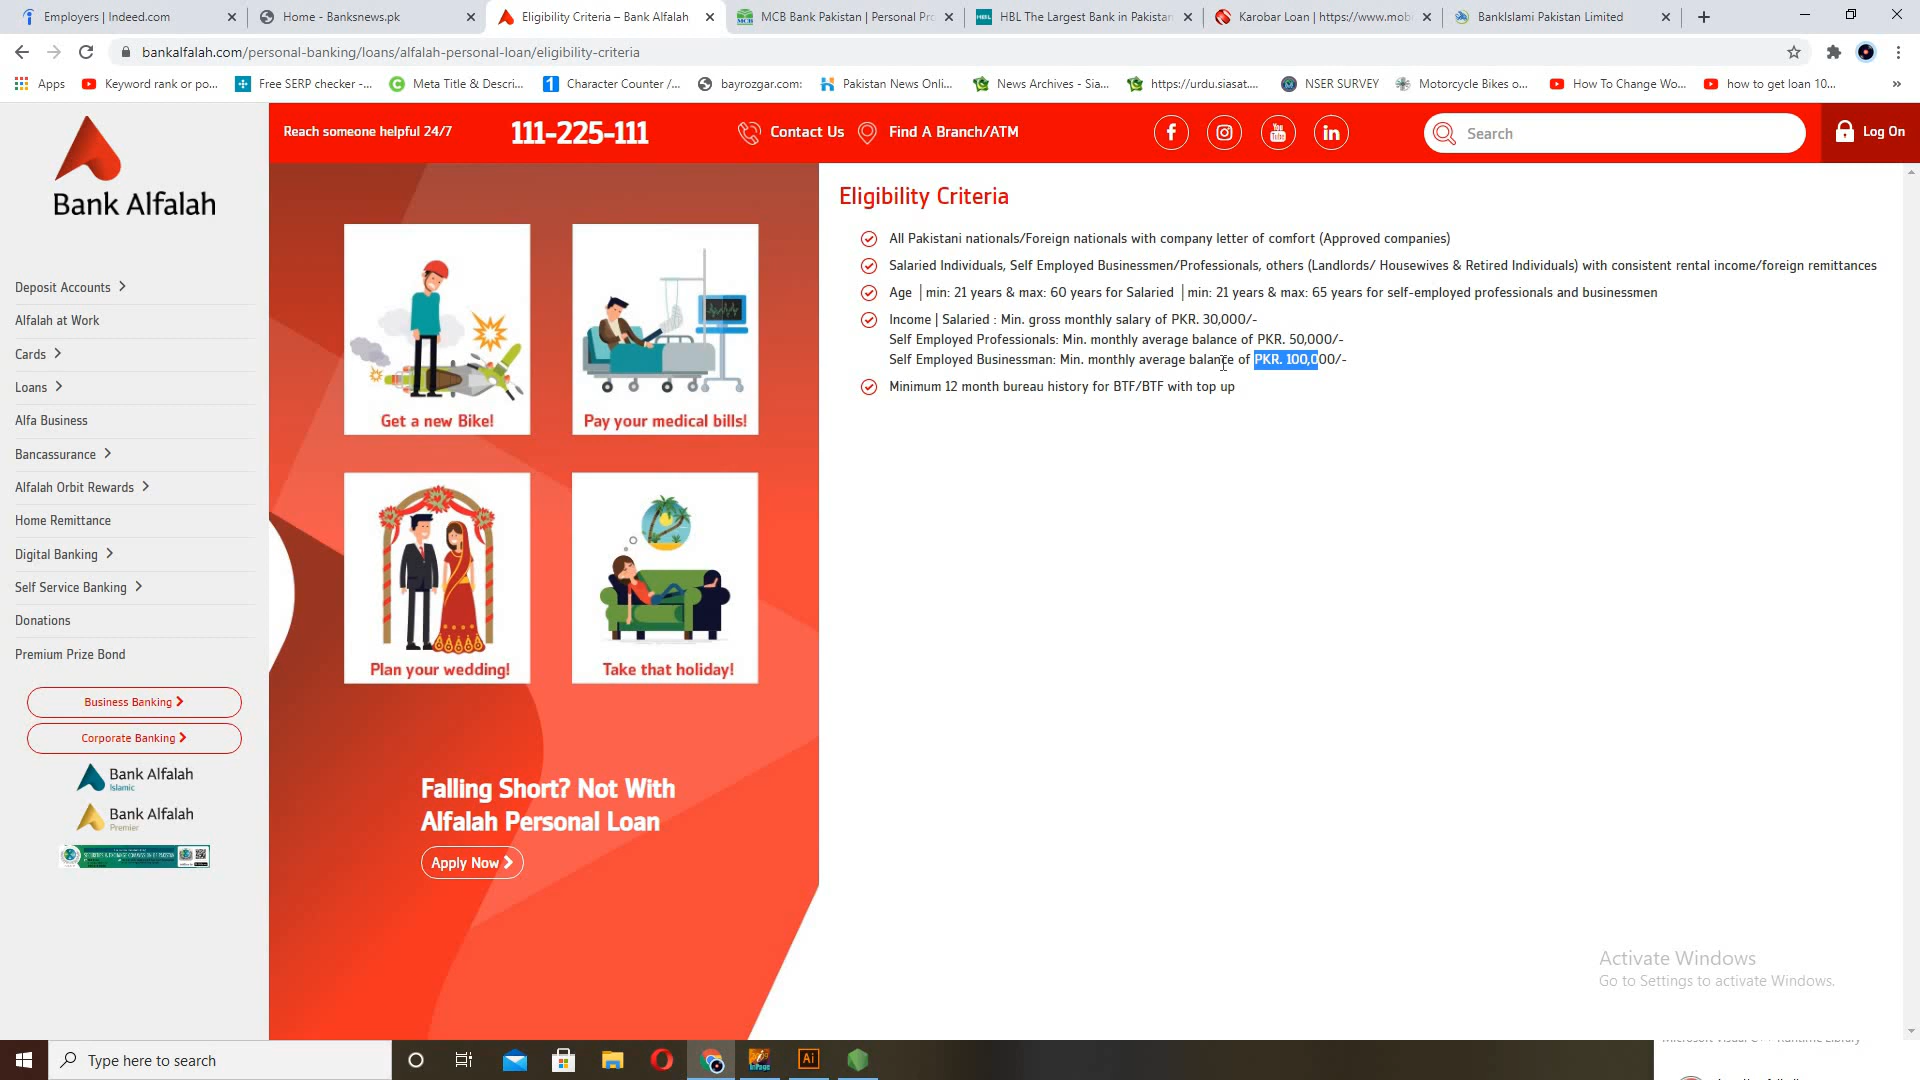 Employers | Indeed.com
Home - Banksnews.pk
Eligibility Criteria – Bank Alfalah
MCB Bank Pakistan | Personal Pr
HBL The Largest Bank in Pakistan
Karobar Loan | https://www.mob
BankIslami Pakistan Limited
bankalfalah.com/personal-banking/loans/alfalah-personal-loan/eligibility-criteria
Apps
Keyword rank or po...
Free SERP checker -...
Meta Title & Descri...
Character Counter /...
bayrozgar.com:
Pakistan News Onli...
News Archives - Sia...
https://urdu.siasat....
NSER SURVEY
Motorcycle Bikes o...
How To Change Wo...
how to get loan 10...
Reach someone helpful 24/7
111-225-111
Contact Us
Find A Branch/ATM
Search
Log On
Bank Alfalah
Deposit Accounts
Alfalah at Work
Cards
Loans
Alfa Business
Bancassurance
Alfalah Orbit Rewards
Home Remittance
Digital Banking
Self Service Banking
Donations
Premium Prize Bond
Business Banking
Corporate Banking
Bank Alfalah
Islamic
Bank Alfalah
Premier
Get a new Bike!
Pay your medical bills!
Plan your wedding!
Take that holiday!
Falling Short? Not With
Alfalah Personal Loan
Apply Now
Eligibility Criteria
All Pakistani nationals/Foreign nationals with company letter of comfort (Approved companies)
Salaried Individuals, Self Employed Businessmen/Professionals, others (Landlords/ Housewives & Retired Individuals) with consistent rental income/foreign remittances
Age | min: 21 years & max: 60 years for Salaried | min: 21 years & max: 65 years for self-employed professionals and businessmen
Income | Salaried : Min. gross monthly salary of PKR. 30,000/-
Self Employed Professionals: Min. monthly average balance of PKR. 50,000/-
Self Employed Businessman: Min. monthly average balance of PKR. 100,000/-
Minimum 12 month bureau history for BTF/BTF with top up
Activate Windows
Go to Settings to activate Windows.
Type here to search
Ai